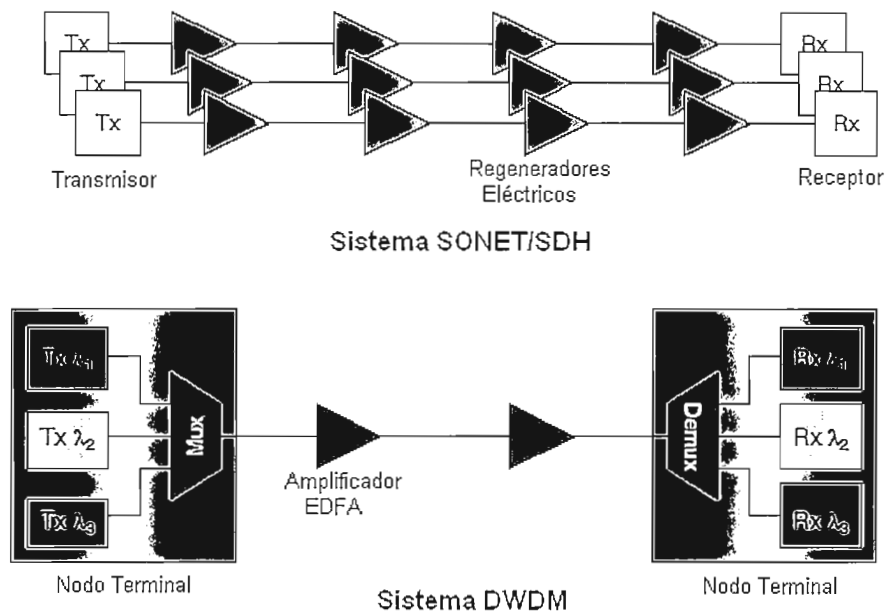 Tx
Rx
Tx
Rx
Tx
Rx
Transmisor
Regeneradores
Eléctricos
Receptor
Sistema SONET/SDH
Tx λ1
Rx λ1
Mux
Demux
Tx λ2
Rx λ2
Amplificador
EDFA
Tx λ3
Rx λ3
Nodo Terminal
Nodo Terminal
Sistema DWDM